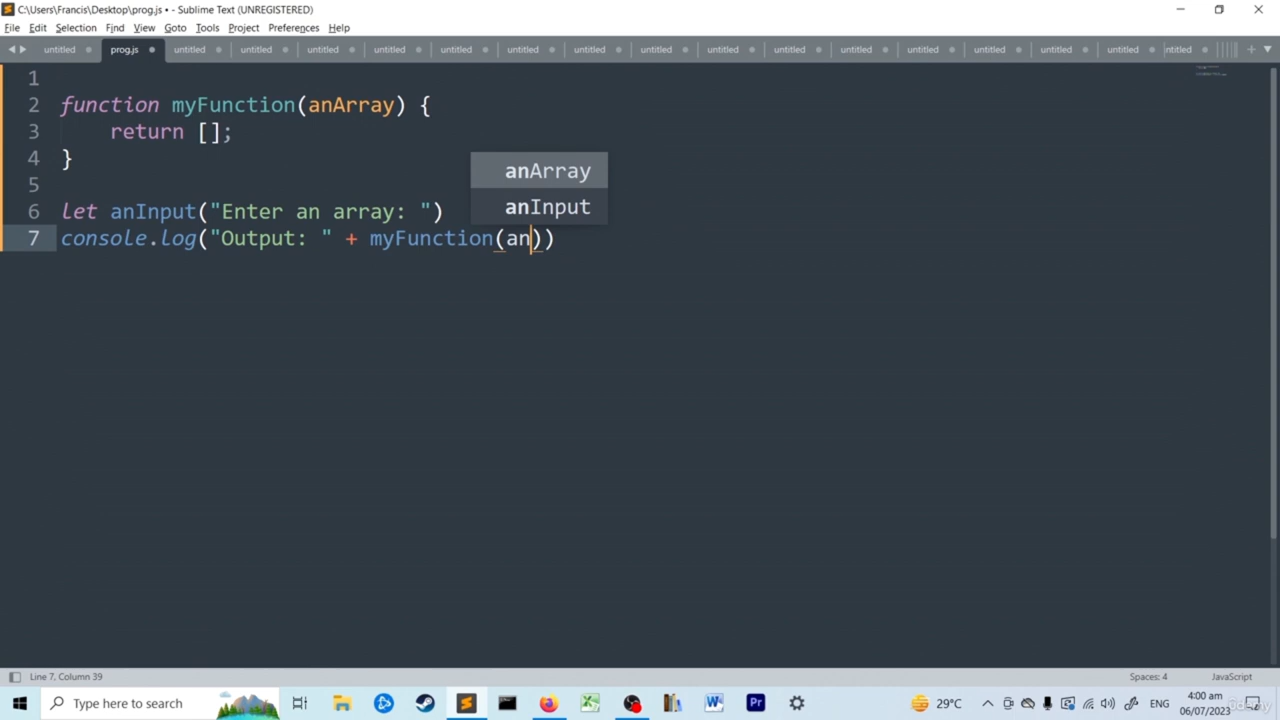 C:\Users\Francis\Desktop\prog.js • - Sublime Text (UNREGISTERED)
File Edit Selection Find View Goto Tools Project Preferences Help
untitled prog.js untitled untitled untitled untitled untitled untitled untitled untitled untitled untitled untitled untitled untitled untitled untitled ntitled
1
2 function myFunction(anArray) {
3 return [];
4 }
anArray
5
anInput
6 let anInput("Enter an array: ")
7 console.log("Output: " + myFunction(an))
Line 7, Column 39 Spaces: 4 JavaScript
Type here to search 29°C ENG 4:00 am
06/07/2023
udemy